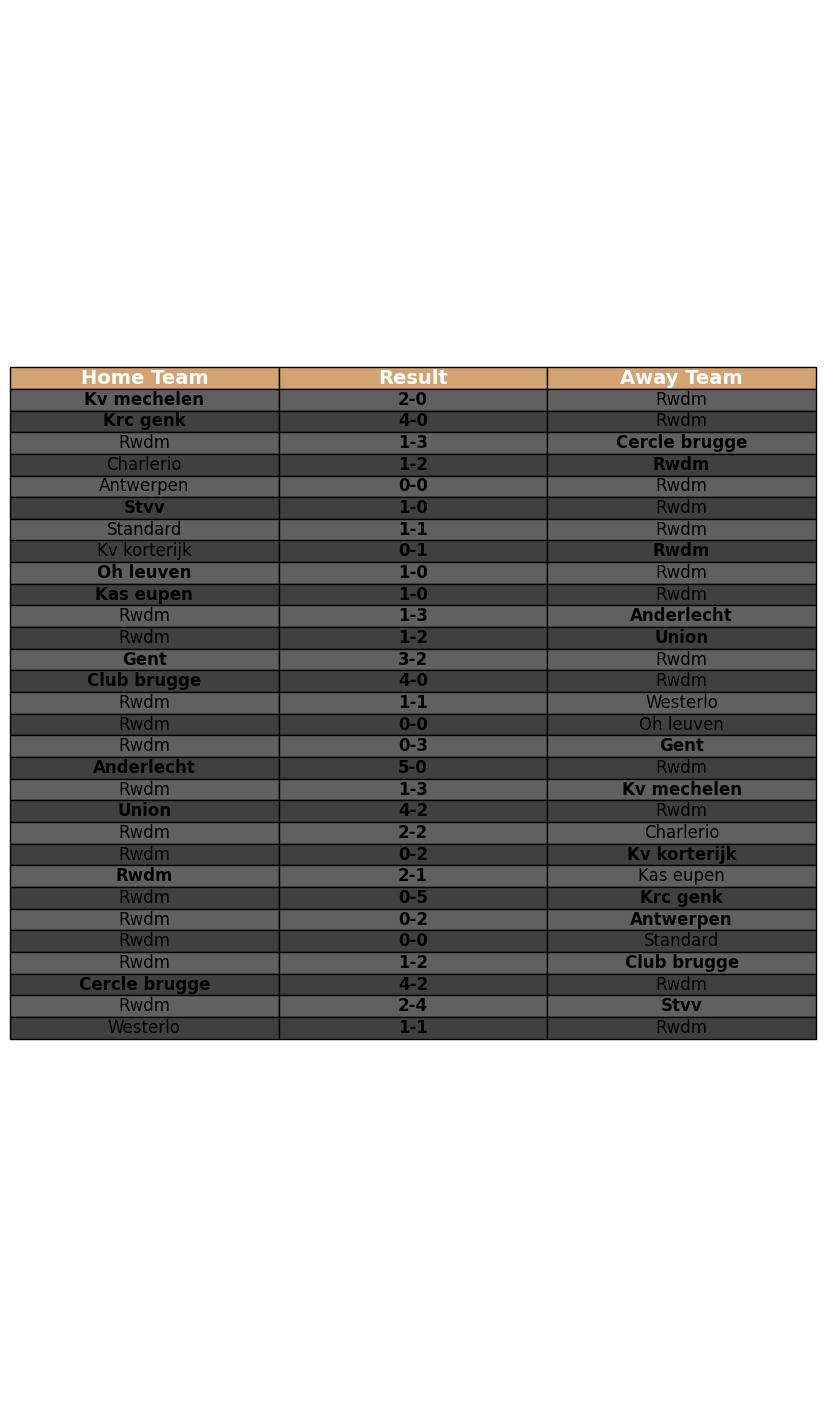 Home Team Result Away Team
Kv mechelen 2-0 Rwdm
Krc genk 4-0 Rwdm
Rwdm 1-3 Cercle brugge
Charlerio 1-2 Rwdm
Antwerpen 0-0 Rwdm
Stvv 1-0 Rwdm
Standard 1-1 Rwdm
Kv korterijk 0-1 Rwdm
Oh leuven 1-0 Rwdm
Kas eupen 1-0 Rwdm
Rwdm 1-3 Anderlecht
Rwdm 1-2 Union
Gent 3-2 Rwdm
Club brugge 4-0 Rwdm
Rwdm 1-1 Westerlo
Rwdm 0-0 Oh leuven
Rwdm 0-3 Gent
Anderlecht 5-0 Rwdm
Rwdm 1-3 Kv mechelen
Union 4-2 Rwdm
Rwdm 2-2 Charlerio
Rwdm 0-2 Kv korterijk
Rwdm 2-1 Kas eupen
Rwdm 0-5 Krc genk
Rwdm 0-2 Antwerpen
Rwdm 0-0 Standard
Rwdm 1-2 Club brugge
Cercle brugge 4-2 Rwdm
Rwdm 2-4 Stvv
Westerlo 1-1 Rwdm